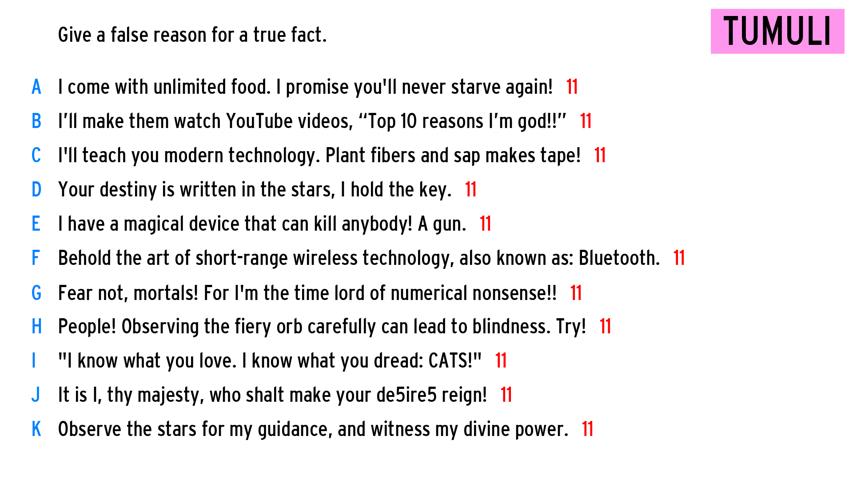 Give a false reason for a true fact.
TUMULI
A I come with unlimited food. I promise you'll never starve again! 11
B I’ll make them watch YouTube videos, “Top 10 reasons I’m god!!” 11
C I'll teach you modern technology. Plant fibers and sap makes tape! 11
D Your destiny is written in the stars, I hold the key. 11
E I have a magical device that can kill anybody! A gun. 11
F Behold the art of short-range wireless technology, also known as: Bluetooth. 11
G Fear not, mortals! For I'm the time lord of numerical nonsense!! 11
H People! Observing the fiery orb carefully can lead to blindness. Try! 11
I "I know what you love. I know what you dread: CATS!" 11
J It is I, thy majesty, who shalt make your de5ire5 reign! 11
K Observe the stars for my guidance, and witness my divine power. 11